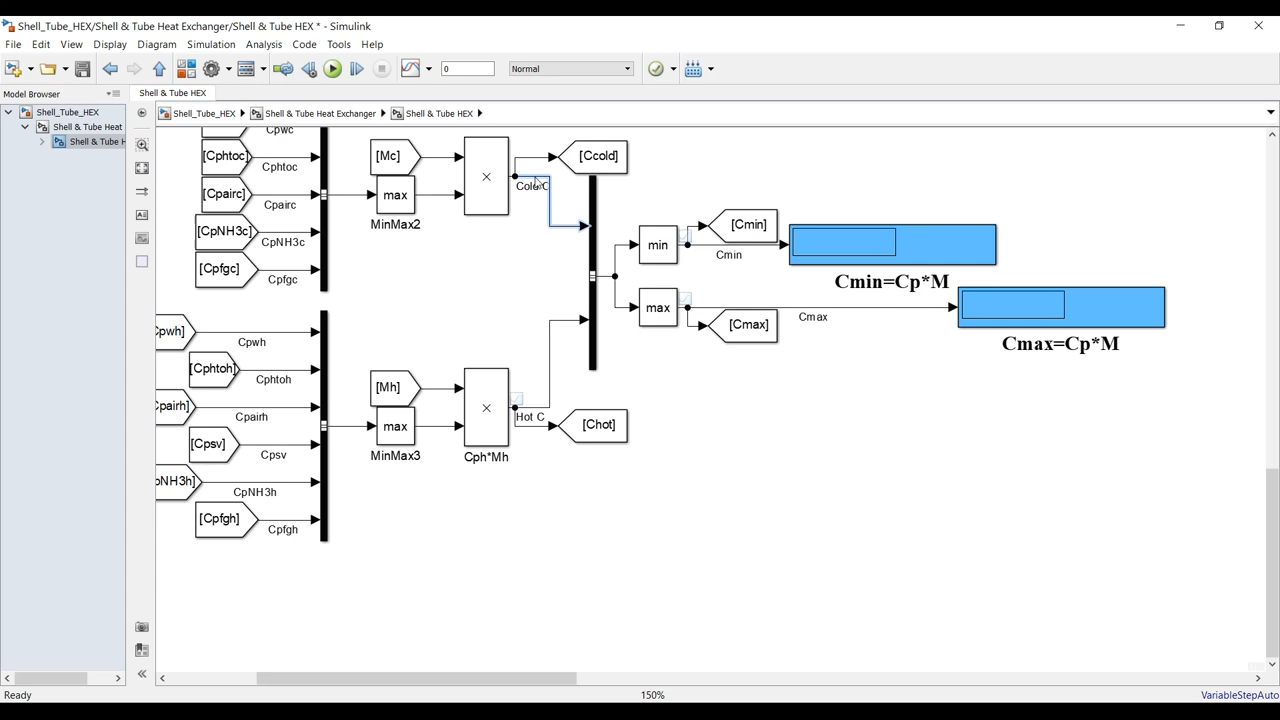 Shell_Tube_HEX/Shell & Tube Heat Exchanger/Shell & Tube HEX * - Simulink
File Edit View Display Diagram Simulation Analysis Code Tools Help
0
Normal
Model Browser
Shell & Tube HEX
Shell_Tube_HEX
Shell & Tube Heat
Shell & Tube H
Shell_Tube_HEX
Shell & Tube Heat Exchanger
Shell & Tube HEX
Cpwc
[Cphtoc]
Cphtoc
[Cpairc]
Cpairc
[CpNH3c]
CpNH3c
[Cpfgc]
Cpfgc
[Mc]
max
MinMax2
×
[Ccold]
Cold C
min
[Cmin]
Cmin
Cmin=Cp*M
max
[Cmax]
Cmax
Cmax=Cp*M
Cpwh]
Cpwh
[Cphtoh]
Cphtoh
Cpairh]
Cpairh
[Cpsv]
Cpsv
pNH3h]
CpNH3h
[Cpfgh]
Cpfgh
[Mh]
max
MinMax3
×
Cph*Mh
Hot C
[Chot]
Ready
150%
VariableStepAuto